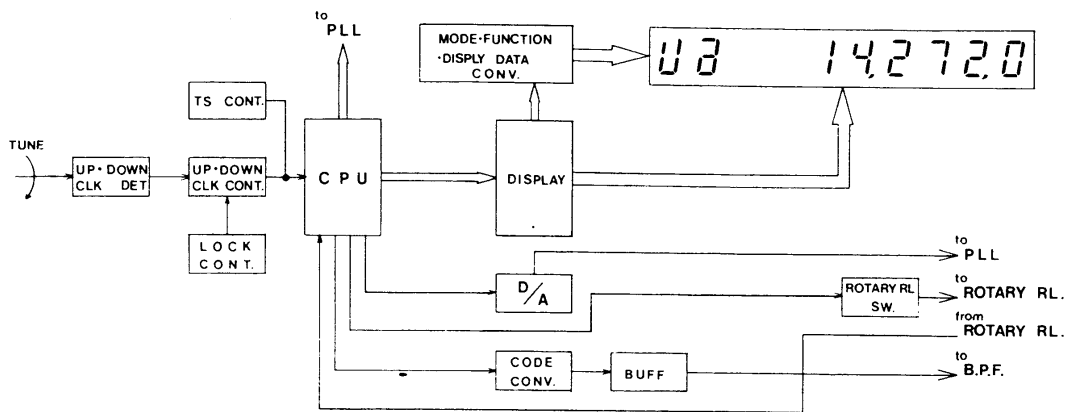 to
PLL
MODE·FUNCTION
·DISPLY DATA
CONV.
U a 14,272.0
TS CONT.
TUNE
UP·DOWN
CLK DET
UP·DOWN
CLK CONT.
CPU
DISPLAY
LOCK
CONT.
D/A
to
PLL
ROTARY RL
SW.
to
ROTARY RL.
from
ROTARY RL.
CODE
CONV.
BUFF
to
B.P.F.